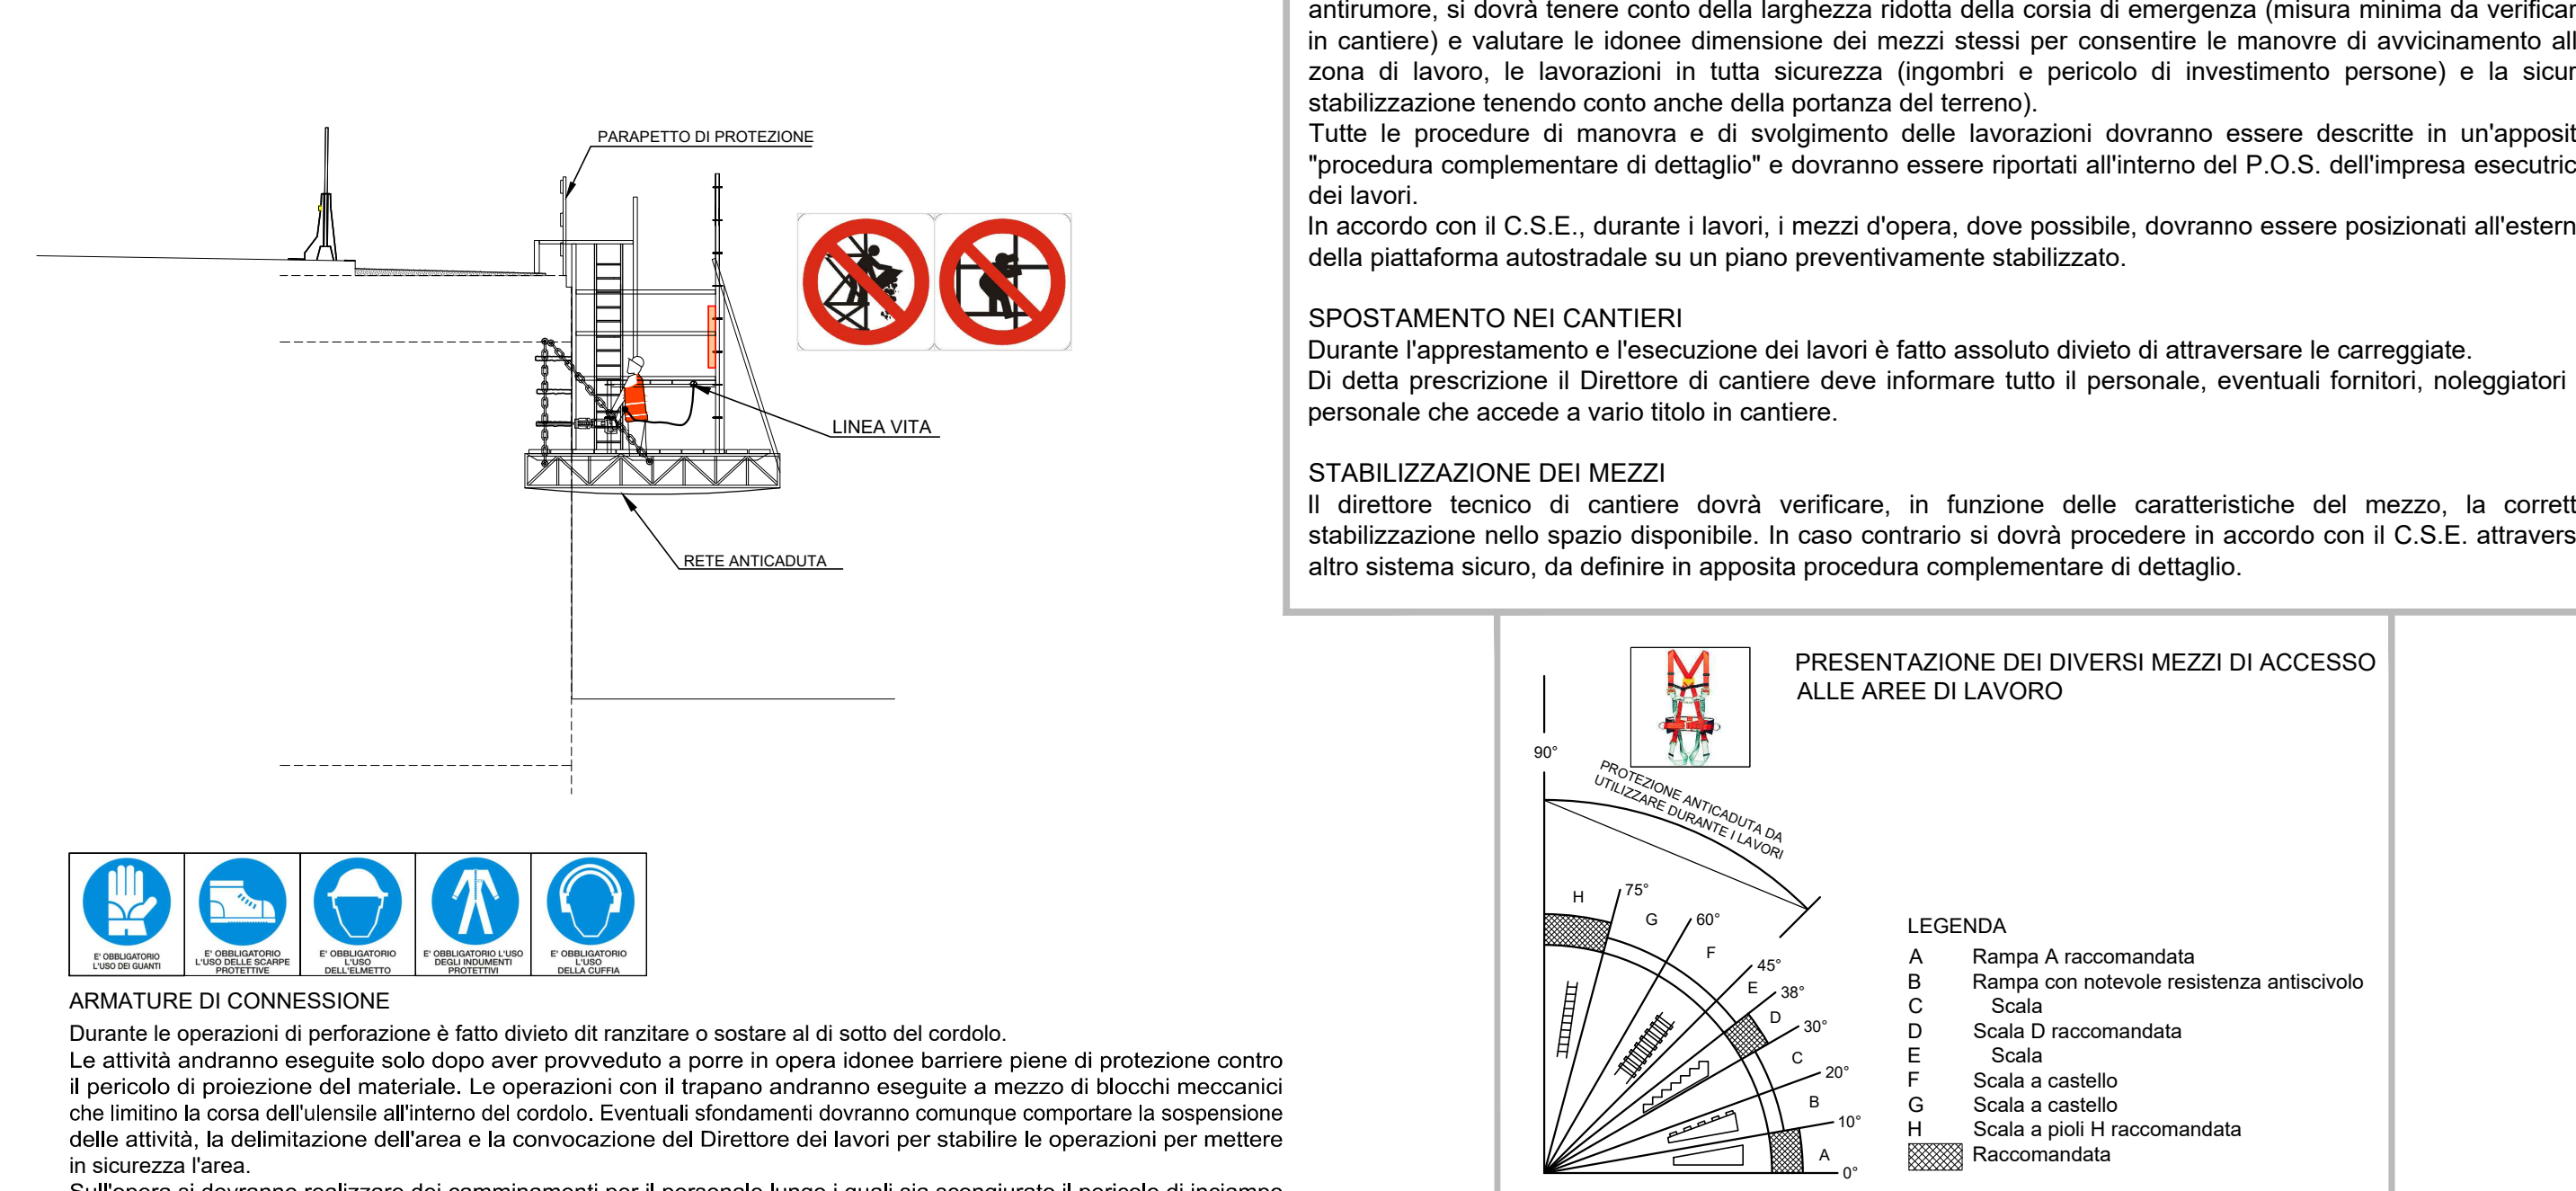 PARAPETTO DI PROTEZIONE
LINEA VITA
RETE ANTICADUTA
E' OBBLIGATORIO
L'USO DEI GUANTI
E' OBBLIGATORIO
L'USO DELLE SCARPE
PROTETTIVE
E' OBBLIGATORIO
L'USO
DELL'ELMETTO
E' OBBLIGATORIO L'USO
DEGLI INDUMENTI
PROTETTIVI
E' OBBLIGATORIO
L'USO
DELLA CUFFIA
ARMATURE DI CONNESSIONE
Durante le operazioni di perforazione è fatto divieto dit ranzitare o sostare al di sotto del cordolo.
Le attività andranno eseguite solo dopo aver provveduto a porre in opera idonee barriere piene di protezione contro
il pericolo di proiezione del materiale. Le operazioni con il trapano andranno eseguite a mezzo di blocchi meccanici
che limitino la corsa dell'ulensile all'interno del cordolo. Eventuali sfondamenti dovranno comunque comportare la sospensione
delle attività, la delimitazione dell'area e la convocazione del Direttore dei lavori per stabilire le operazioni per mettere
in sicurezza l'area.
Sull'opera si dovranno realizzare dei camminamenti per il personale lungo i quali sia scongiurato il pericolo di inciampo
antirumore, si dovrà tenere conto della larghezza ridotta della corsia di emergenza (misura minima da verificar
in cantiere) e valutare le idonee dimensione dei mezzi stessi per consentire le manovre di avvicinamento all
zona di lavoro, le lavorazioni in tutta sicurezza (ingombri e pericolo di investimento persone) e la sicur
stabilizzazione tenendo conto anche della portanza del terreno).
Tutte le procedure di manovra e di svolgimento delle lavorazioni dovranno essere descritte in un'apposit
"procedura complementare di dettaglio" e dovranno essere riportati all'interno del P.O.S. dell'impresa esecutric
dei lavori.
In accordo con il C.S.E., durante i lavori, i mezzi d'opera, dove possibile, dovranno essere posizionati all'estern
della piattaforma autostradale su un piano preventivamente stabilizzato.
SPOSTAMENTO NEI CANTIERI
Durante l'apprestamento e l'esecuzione dei lavori è fatto assoluto divieto di attraversare le carreggiate.
Di detta prescrizione il Direttore di cantiere deve informare tutto il personale, eventuali fornitori, noleggiatori
personale che accede a vario titolo in cantiere.
STABILIZZAZIONE DEI MEZZI
Il direttore tecnico di cantiere dovrà verificare, in funzione delle caratteristiche del mezzo, la corrett
stabilizzazione nello spazio disponibile. In caso contrario si dovrà procedere in accordo con il C.S.E. attravers
altro sistema sicuro, da definire in apposita procedura complementare di dettaglio.
PRESENTAZIONE DEI DIVERSI MEZZI DI ACCESSO
ALLE AREE DI LAVORO
90°
PROTEZIONE ANTICADUTA DA
UTILIZZARE DURANTE I LAVORI
H
75°
G
60°
F
45°
E
38°
D
30°
C
20°
B
10°
A
0°
LEGENDA
A Rampa A raccomandata
B Rampa con notevole resistenza antiscivolo
C Scala
D Scala D raccomandata
E Scala
F Scala a castello
G Scala a castello
H Scala a pioli H raccomandata
Raccomandata